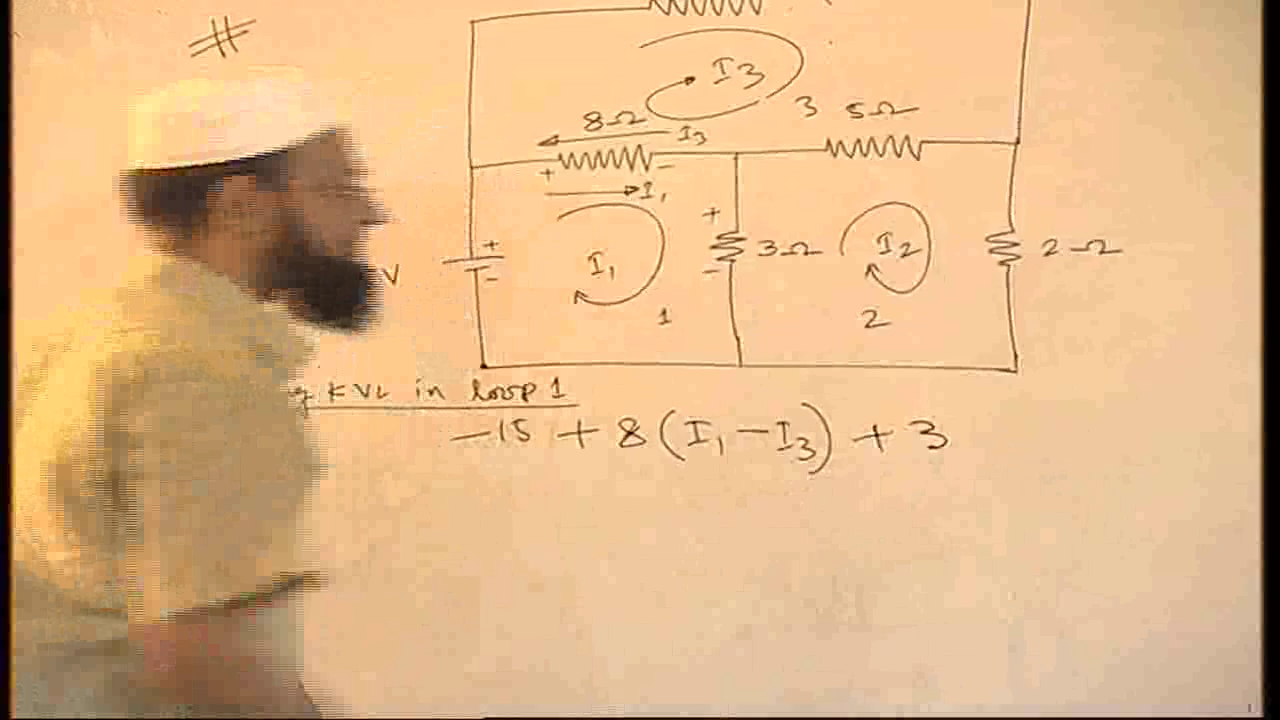 #
I3
8Ω I3 3 5Ω
+ −
I1
+ + 3Ω I2 2Ω
− I1 −
V
1 2
KVL in loop 1
−15 + 8(I1 − I3) + 3